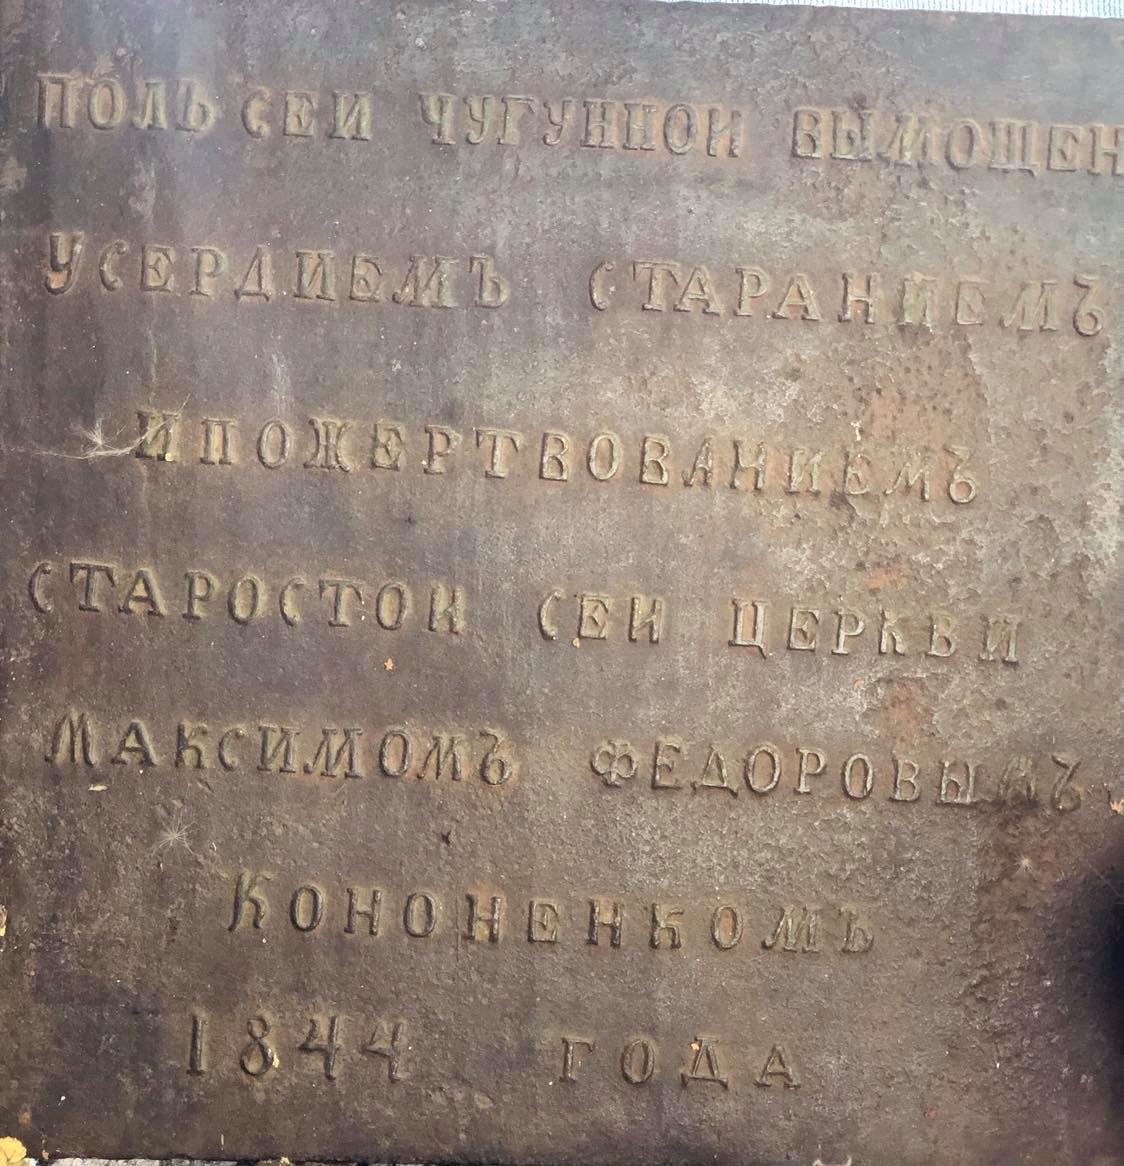 ПОЛЪ СЕИ ЧУГУННОИ ВЫМОЩЕН
УСЕРДИЕМЪ СТАРАНИЕМЪ
ИПОЖЕРТВОВАНИЕМЪ
СТАРОСТОИ СЕИ ЦЕРКВИ
МАКСИМОМЪ ФЕДОРОВЫМЪ
КОНОНЕНКОМЪ
1844 ГОДА